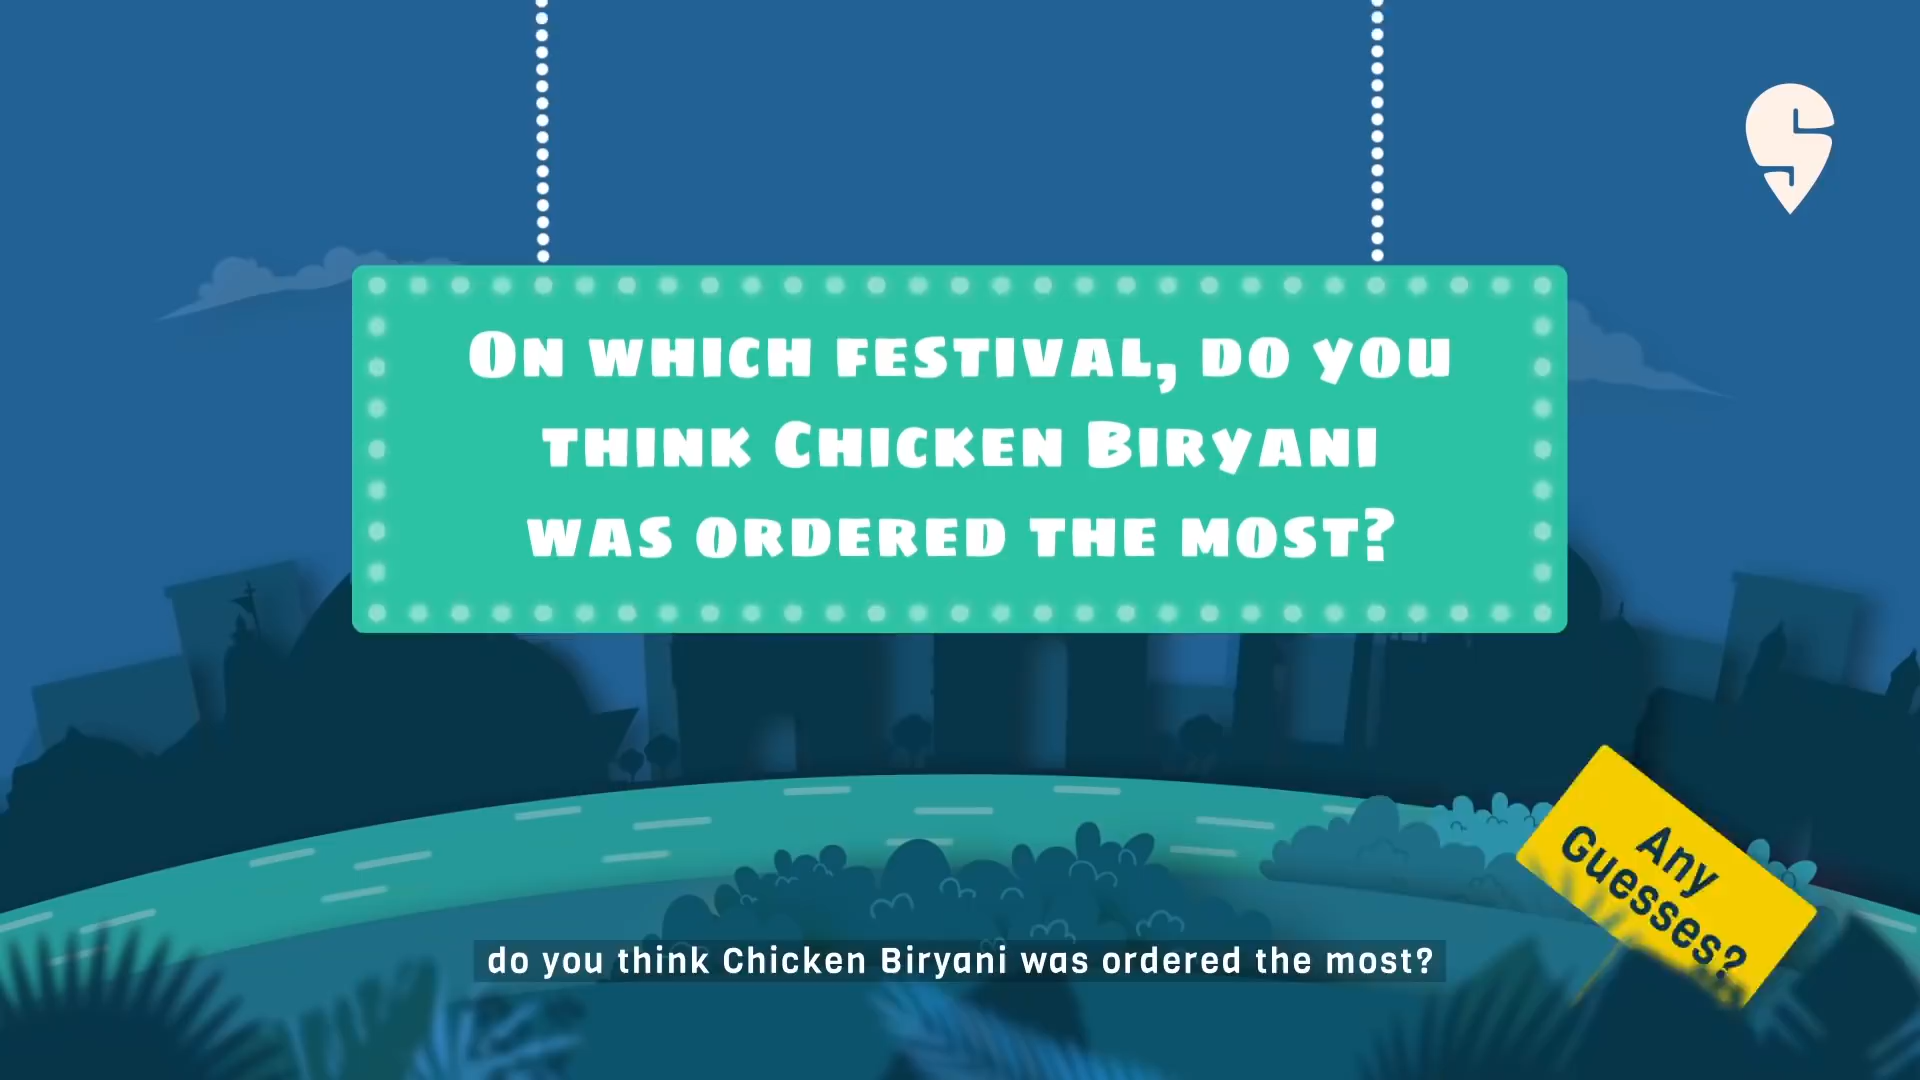 On which festival, do you
think Chicken Biryani
was ordered the most?
Any
Guesses?
do you think Chicken Biryani was ordered the most?